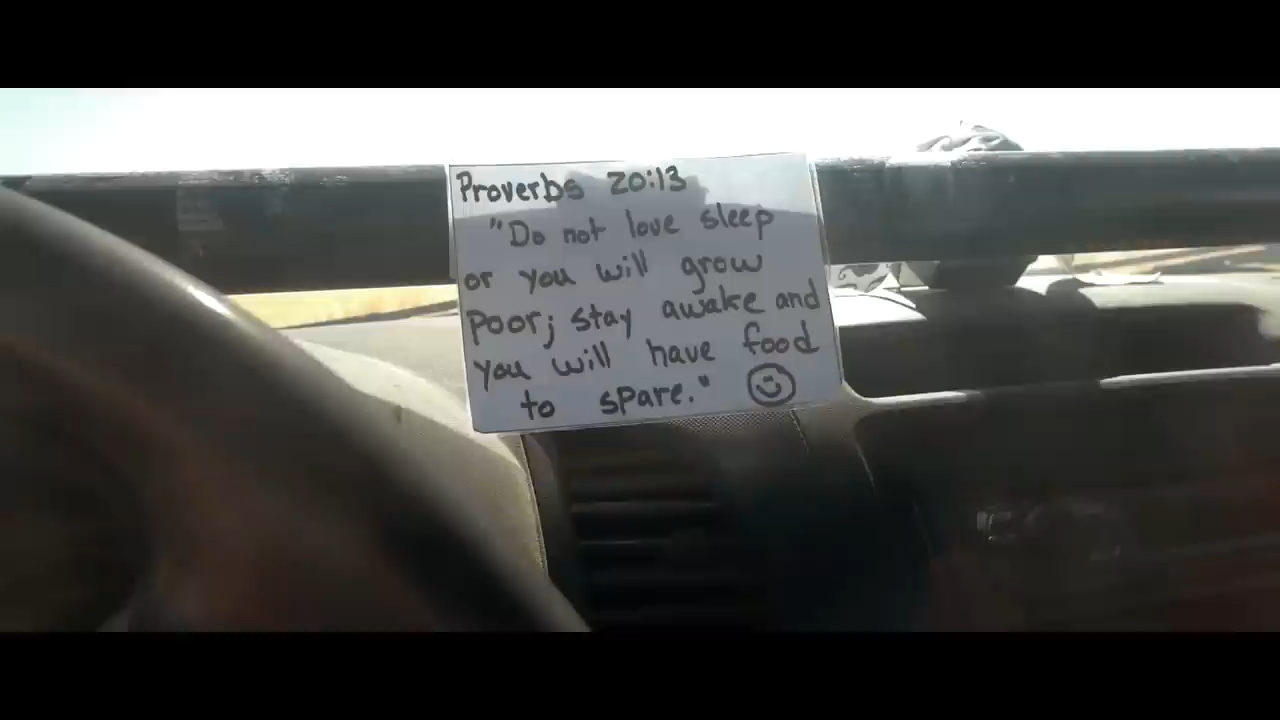 Proverbs 20:13
"Do not love sleep
or you will grow
poor; stay awake and
you will have food
to spare."